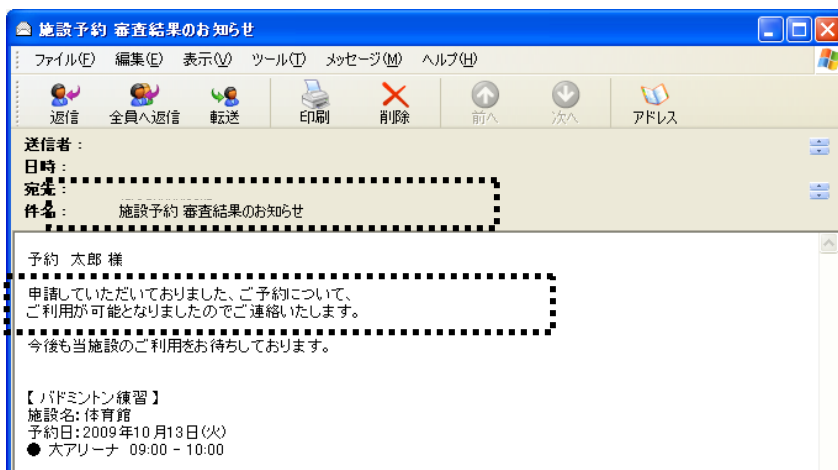 施設予約 審査結果のお知らせ
ファイル(F) 編集(E) 表示(V) ツール(T) メッセージ(M) ヘルプ(H)
返信 全員へ返信 転送 印刷 削除 前へ 次へ アドレス
送信者:
日時:
宛先:
件名: 施設予約 審査結果のお知らせ
予約 太郎 様
申請していただいておりました、ご予約について、
ご利用が可能となりましたのでご連絡いたします。
今後も当施設のご利用をお待ちしております。
【 バドミントン練習 】
施設名:体育館
予約日:2009年10月13日(火)
● 大アリーナ 09:00 - 10:00